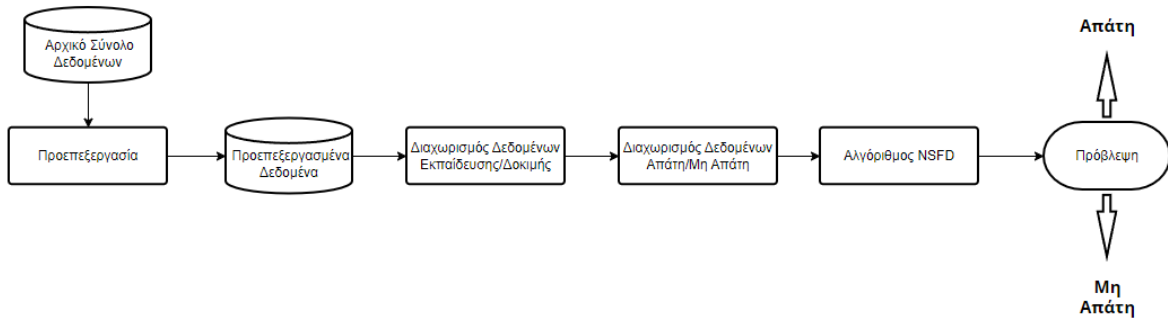 Αρχικό Σύνολο
Δεδομένων
Προεπεξεργασία
Προεπεξεργασμένα
Δεδομένα
Διαχωρισμός Δεδομένων
Εκπαίδευσης/Δοκιμής
Διαχωρισμός Δεδομένων
Απάτη/Μη Απάτη
Αλγόριθμος NSFD
Πρόβλεψη
Απάτη
Μη
Απάτη